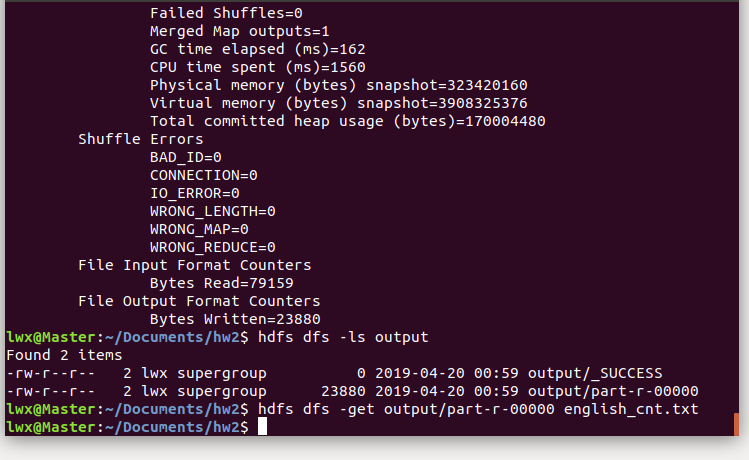 Failed Shuffles=0
Merged Map outputs=1
GC time elapsed (ms)=162
CPU time spent (ms)=1560
Physical memory (bytes) snapshot=323420160
Virtual memory (bytes) snapshot=3908325376
Total committed heap usage (bytes)=170004480
Shuffle Errors
BAD_ID=0
CONNECTION=0
IO_ERROR=0
WRONG_LENGTH=0
WRONG_MAP=0
WRONG_REDUCE=0
File Input Format Counters
Bytes Read=79159
File Output Format Counters
Bytes Written=23880
lwx@Master:~/Documents/hw2$ hdfs dfs -ls output
Found 2 items
-rw-r--r--   2 lwx supergroup          0 2019-04-20 00:59 output/_SUCCESS
-rw-r--r--   2 lwx supergroup      23880 2019-04-20 00:59 output/part-r-00000
lwx@Master:~/Documents/hw2$ hdfs dfs -get output/part-r-00000 english_cnt.txt
lwx@Master:~/Documents/hw2$